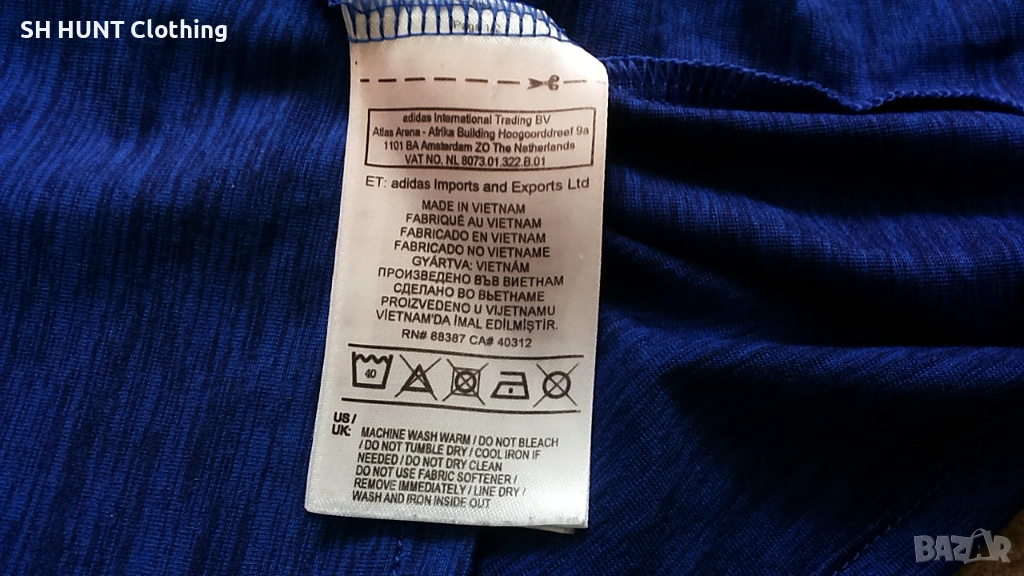 SH HUNT Clothing
adidas International Trading BV
Atlas Arena - Afrika Building Hoogoorddreef 9a
1101 BA Amsterdam ZO The Netherlands
VAT NO. NL 8073.01.322.B.01
ET: adidas Imports and Exports Ltd
MADE IN VIETNAM
FABRIQUÉ AU VIETNAM
FABRICADO EN VIETNAM
FABRICADO NO VIETNAME
GYÁRTVA: VIETNÁM
ПРОИЗВЕДЕНО ВЪВ ВИЕТНАМ
СДЕЛАНО ВО ВЬЕТНАМЕ
PROIZVEDENO U VIJETNAMU
VİETNAM'DA İMAL EDİLMİŞTİR.
RN# 88387 CA# 40312
40
US/
UK: MACHINE WASH WARM / DO NOT BLEACH
/ DO NOT TUMBLE DRY / COOL IRON IF
NEEDED / DO NOT DRY CLEAN
DO NOT USE FABRIC SOFTENER /
REMOVE IMMEDIATELY / LINE DRY /
WASH AND IRON INSIDE OUT
BAZAR